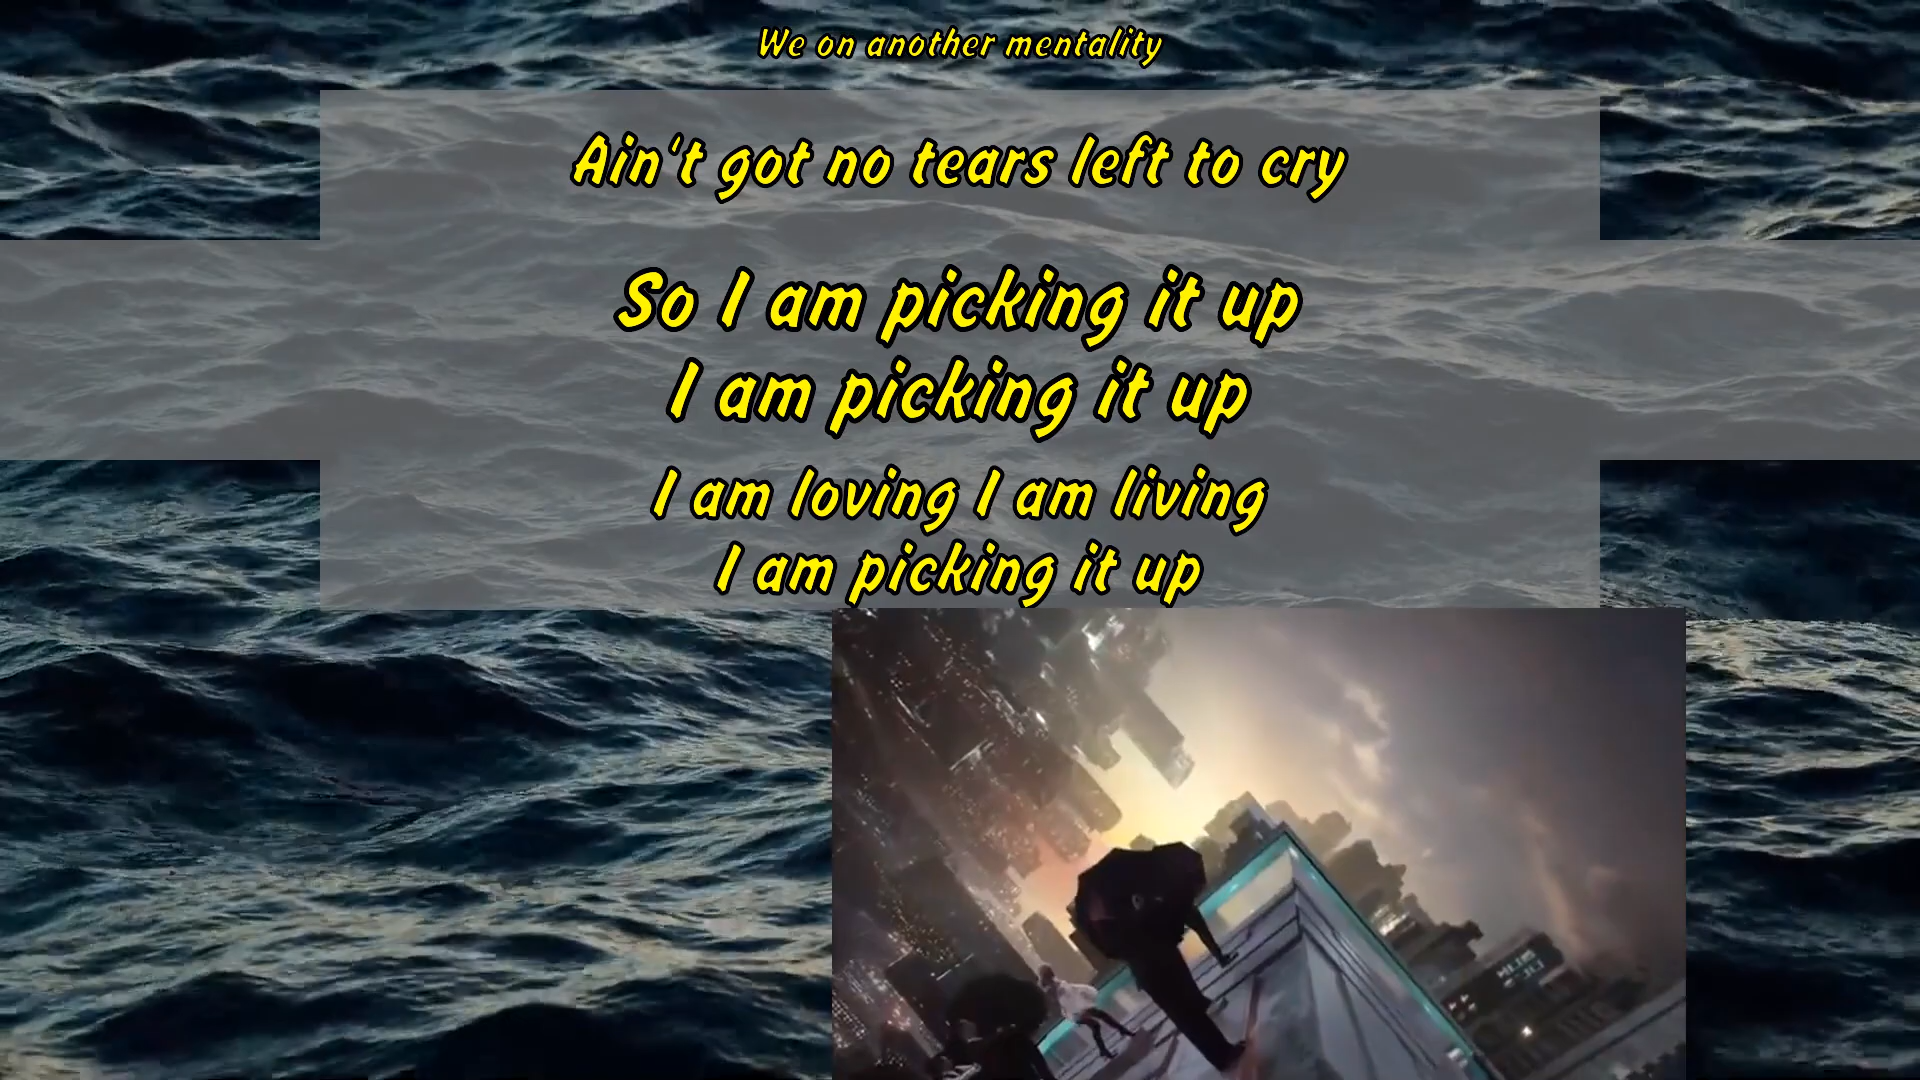 We on another mentality
Ain't got no tears left to cry
So I am picking it up
I am picking it up
I am loving I am living
I am picking it up